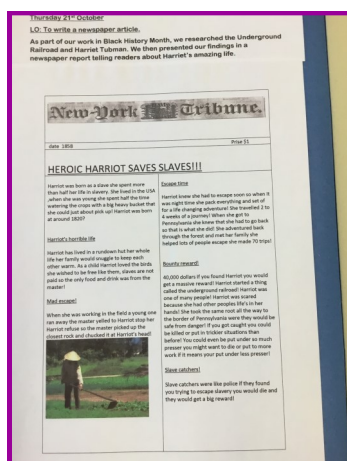 Thursday 21st October
LO: To write a newspaper article.
As part of our work in Black History Month, we researched the Underground
Railroad and Harriet Tubman. We then presented our findings in a
newspaper report telling readers about Harriet's amazing life.
New-York Tribune.
date 1858
Prise $1
HEROIC HARRIOT SAVES SLAVES!!!
Harriot was born as a slave she spent more
than half her life in slavery. She lived in the USA
,when she was young she spent half the time
watering the crops with a big heavy bucket that
she could just about pick up! Harriot was born
at around 1820?
Harriot's horrible life
Harriot has lived in a rundown hut her whole
life her family would snuggle to keep each
other warm. As a child Harriot loved the birds
she wished to be free like them, slaves are not
paid so the only food and drink was from the
master!
Mad escape!
When she was working in the field a young one
ran away the master yelled to Harriot stop her
Harriot refuse so the master picked up the
closest rock and chucked it at Harriot's head!
Escape time
Harriot knew she had to escape soon so when it
was night time she pack everything and set of
for a life changing adventure! She travelled 2 to
4 weeks of a journey! When she got to
Pennsylvania she knew that she had to go back
so that is what she did! She adventured back
through the forest and met her family she
helped lots of people escape she made 70 trips!
Bounty reward!
40,000 dollars if you found Harriot you would
get a massive reward! Harriot started a thing
called the underground railroad! Harriot was
one of many people! Harriot was scared
because she had other peoples life's in her
hands! She took the same root all the way to
the border of Pennsylvania were they would be
safe from danger! If you got caught you could
be killed or put in trickier situations than
before! You could even be put under so much
presser you might want to die or put to more
work if it means your put under less presser!
Slave catchers!
Slave catchers were like police if they found
you trying to escape slavery you would die and
they would get a big reward!